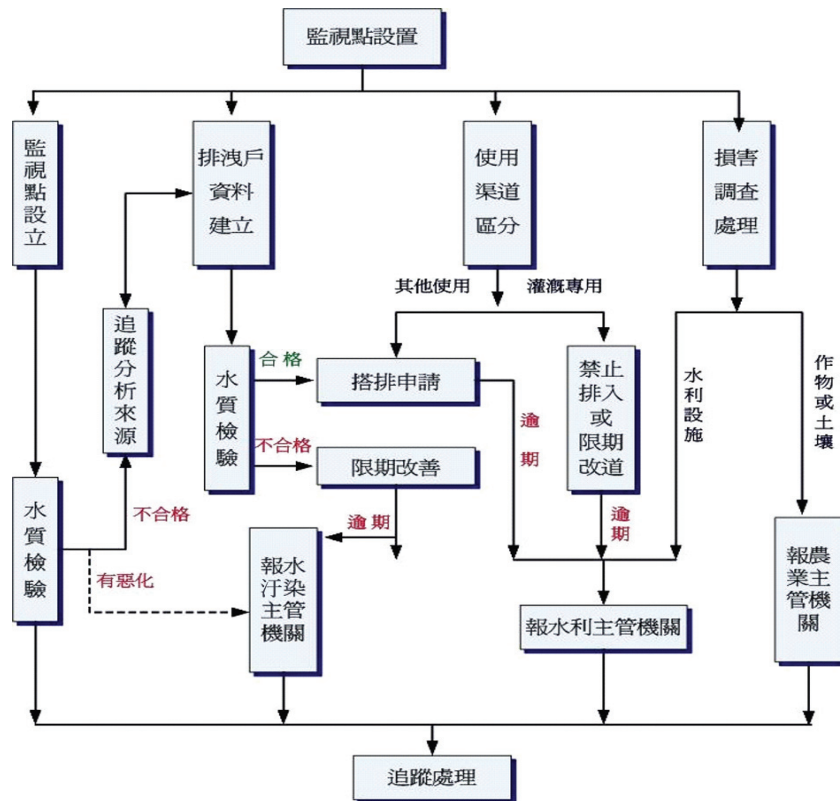 監視點設置
監視點設立
排洩戶
資料
建立
使用
渠道
區分
損害
調查
處理
其他使用
灌溉專用
追蹤分析來源
水質檢驗
合格
不合格
搭排申請
限期改善
禁止
排入
或
限期
改道
逾期
逾期
逾期
水利設施
作物或土壤
水質檢驗
不合格
有惡化
報水
汙染
主管
機關
報水利主管機關
報農
業主
管機
關
追蹤處理